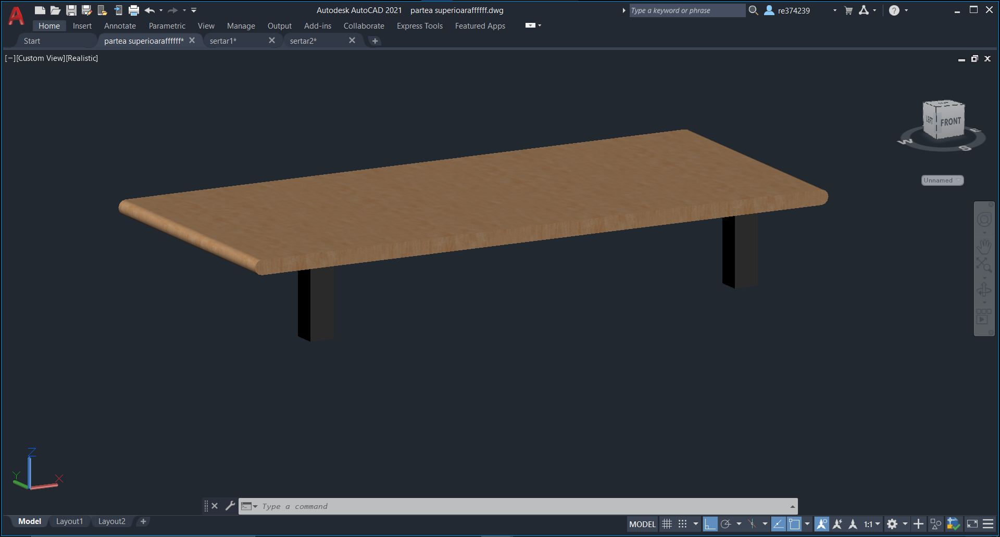 Autodesk AutoCAD 2021 partea superioarafffffff.dwg
Type a keyword or phrase
re374239
Home Insert Annotate Parametric View Manage Output Add-ins Collaborate Express Tools Featured Apps
Start partea superioarafffffff* sertar1* sertar2*
[−][Custom View][Realistic]
LEFT FRONT
W S E
Unnamed
Z
Y X
Type a command
Model Layout1 Layout2
MODEL 1:1